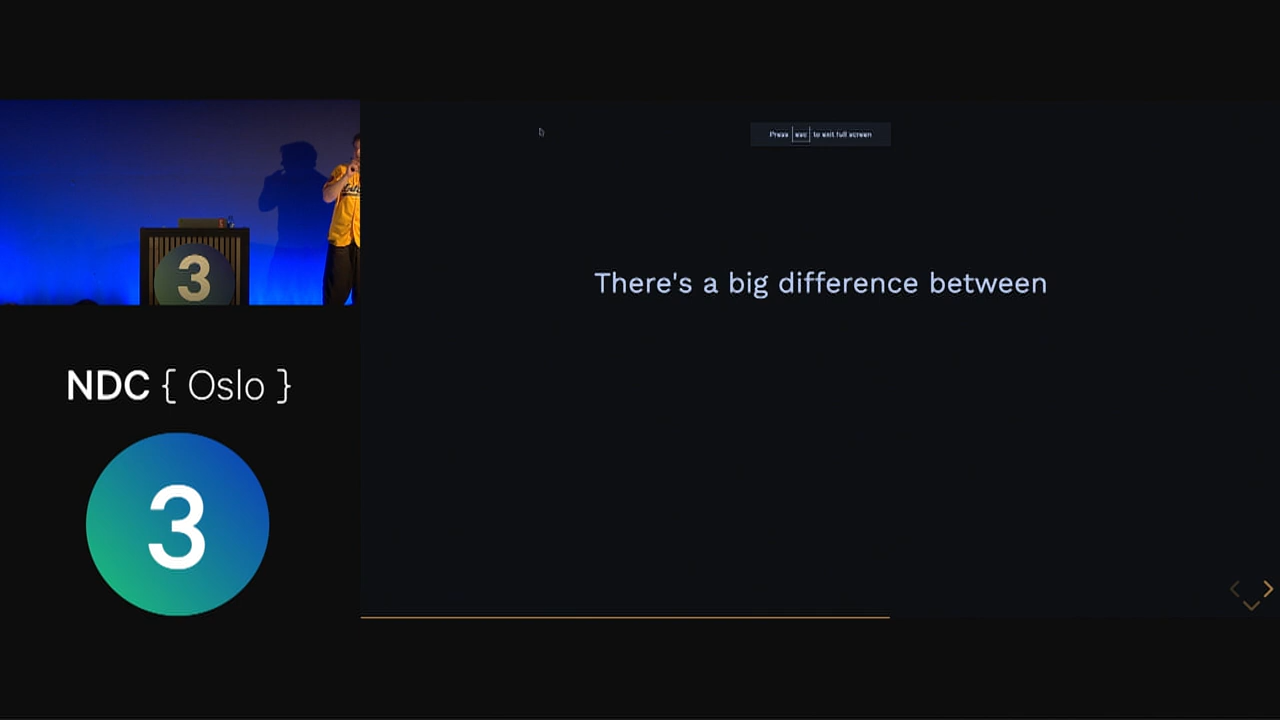 Press esc to exit full screen
There's a big difference between
3
NDC { Oslo }
3